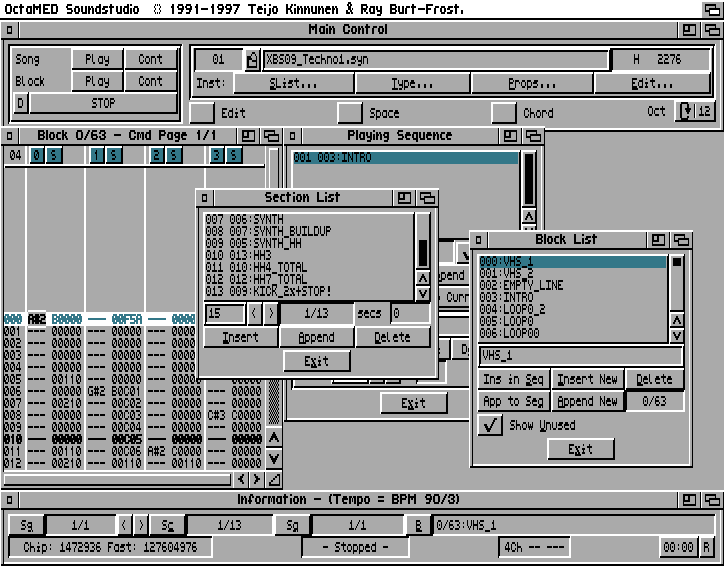 OctaMED Soundstudio © 1991-1997 Teijo Kinnunen & Ray Burt-Frost.
Main Control
Song Play Cont
Block Play Cont
D STOP
01 XBS09_Techno1.syn H 2276
Inst: SList... Type... Props... Edit...
Edit Space Chord Oct 12
Block 0/63 - Cmd Page 1/1
04 0 S 1 S 2 S 3 S
000 A#2 B0000 --- 00F5A --- 0000
001 --- 00000 --- 00000 --- 0000
002 --- 00000 --- 00000 --- 0000
003 --- 00000 --- 00000 --- 0000
004 --- 00000 --- 00000 --- 0000
005 --- 00110 --- 00000 --- 0000
006 --- 00000 G#2 B0C01 --- 0000
007 --- 00210 --- 00C02 --- 00000 --- 00000
008 --- 00000 --- 00C03 --- 00000 C#3 C0000
009 --- 00000 --- 00C04 --- 00000 --- 00000
010 --- 00000 --- 00C05 --- 00000 --- 00000
011 --- 00110 --- 00C06 A#2 C0000 --- 00000
012 --- 00210 --- 00110 --- 00110 --- 00000
Playing Sequence
001 003:INTRO
Section List
007 006:SYNTH
008 007:SYNTH_BUILDUP
009 005:SYNTH_HH
010 013:HH3
011 010:HH4_TOTAL
012 012:HH7_TOTAL
013 009:KICR_2x+STOP!
15 < > 1/13 secs 0
Insert Append Delete
Exit
pend
Curr
Exit
Block List
000:VHS_1
001:VHS_2
002:EMPTY_LINE
003:INTRO
004:LOOP0_2
005:LOOP0
006:LOOP00
VHS_1
Ins in Seq Insert New Delete
App to Seq Append New 0/63
Show Unused
Exit
Information - (Tempo = BPM 90/3)
Sg 1/1 < > Sc 1/13 Sq 1/1 B 0/63:VHS_1
Chip: 1472936 Fast: 127604976 - Stopped - 4Ch -- --- 00:00 R